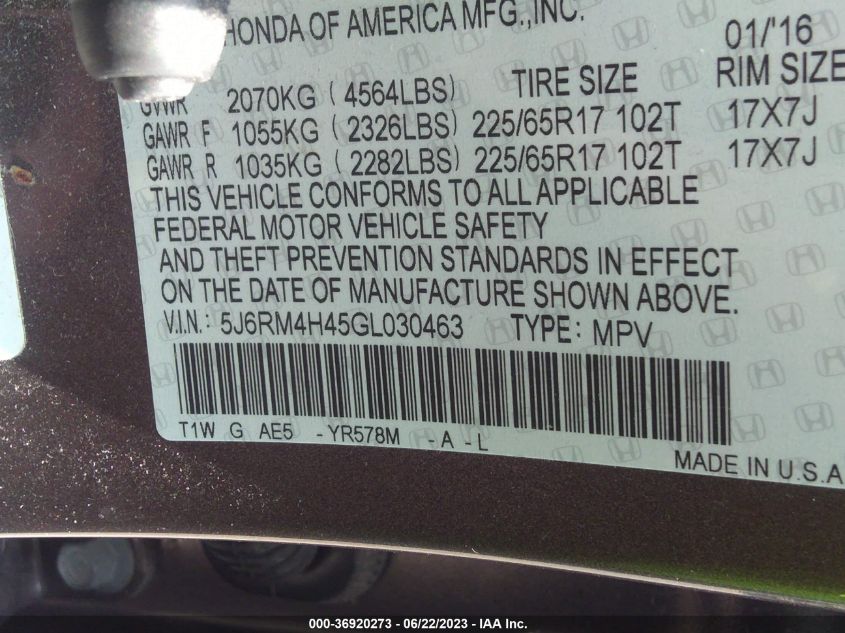 HONDA OF AMERICA MFG.,INC. 01/'16
GVWR 2070KG (4564LBS) TIRE SIZE RIM SIZE
GAWR F 1055KG (2326LBS) 225/65R17 102T 17X7J
GAWR R 1035KG (2282LBS) 225/65R17 102T 17X7J
THIS VEHICLE CONFORMS TO ALL APPLICABLE
FEDERAL MOTOR VEHICLE SAFETY
AND THEFT PREVENTION STANDARDS IN EFFECT
ON THE DATE OF MANUFACTURE SHOWN ABOVE.
V.I.N.: 5J6RM4H45GL030463 TYPE: MPV
T1W G AE5 -YR578M -A-L
MADE IN U.S.A
000-36920273 - 06/22/2023 - IAA Inc.